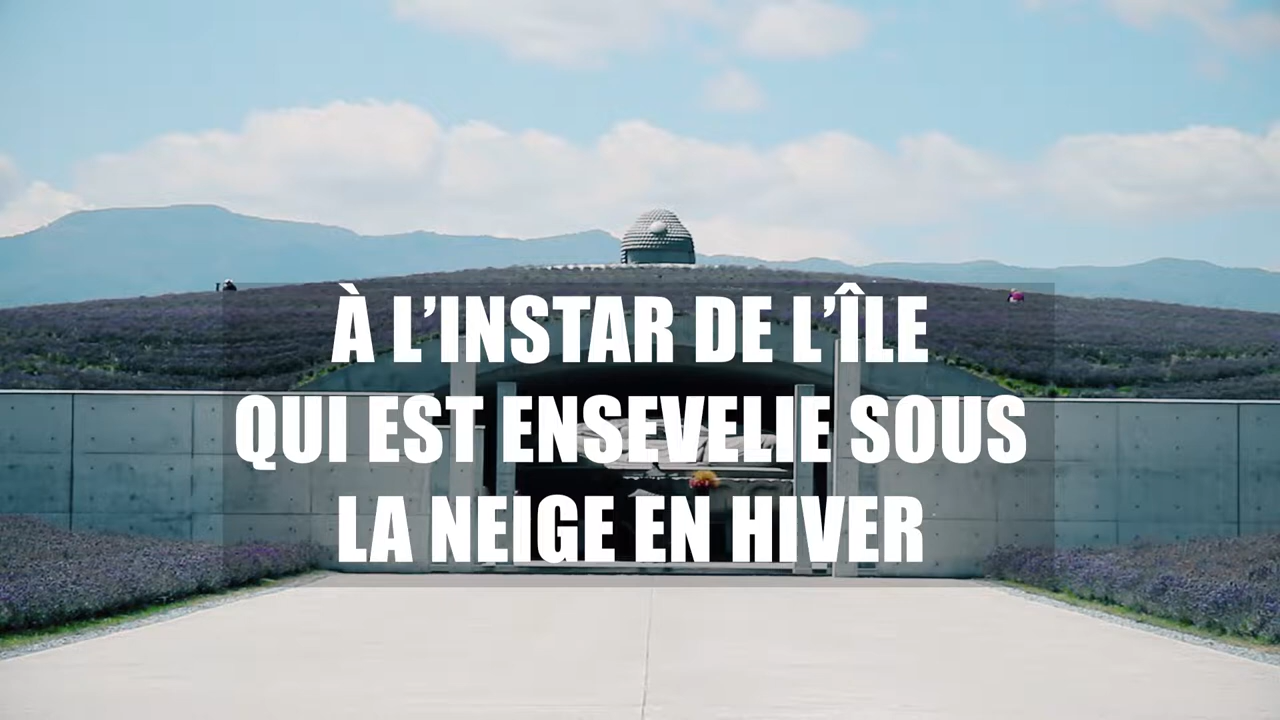 À L’INSTAR DE L’ÎLE
QUI EST ENSEVELIE SOUS
LA NEIGE EN HIVER